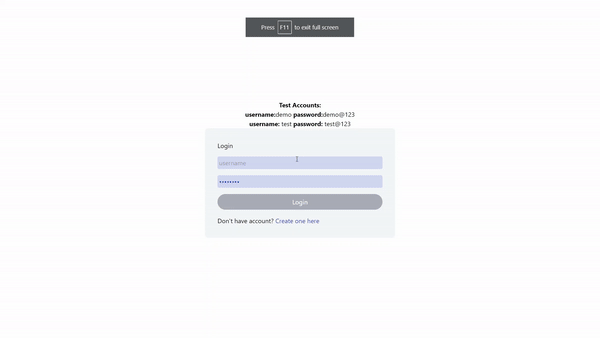 Press F11 to exit full screen
Test Accounts:
username:demo password:demo@123
username: test password: test@123
Login
username
••••••••
Login
Don't have account? Create one here